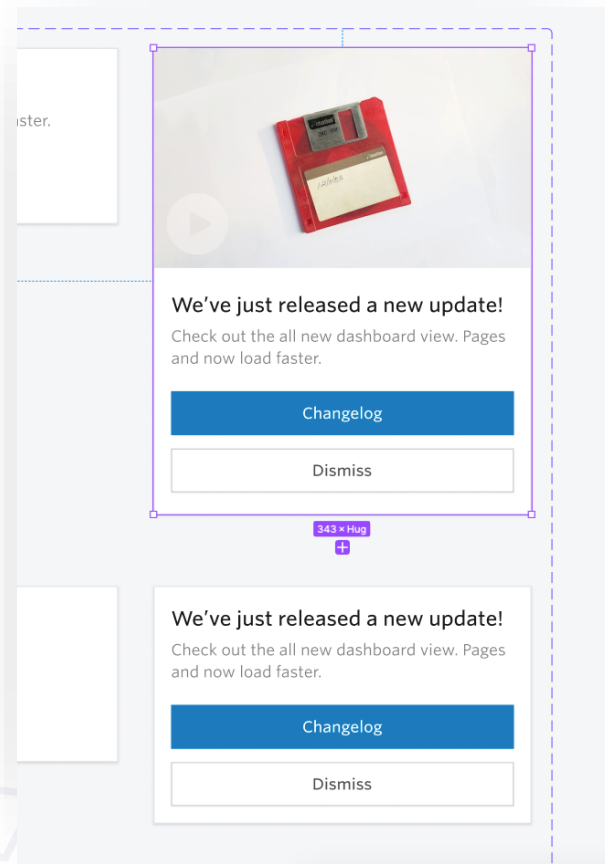 ster.
We’ve just released a new update!
Check out the all new dashboard view. Pages
and now load faster.
Changelog
Dismiss
343 × Hug
We’ve just released a new update!
Check out the all new dashboard view. Pages
and now load faster.
Changelog
Dismiss